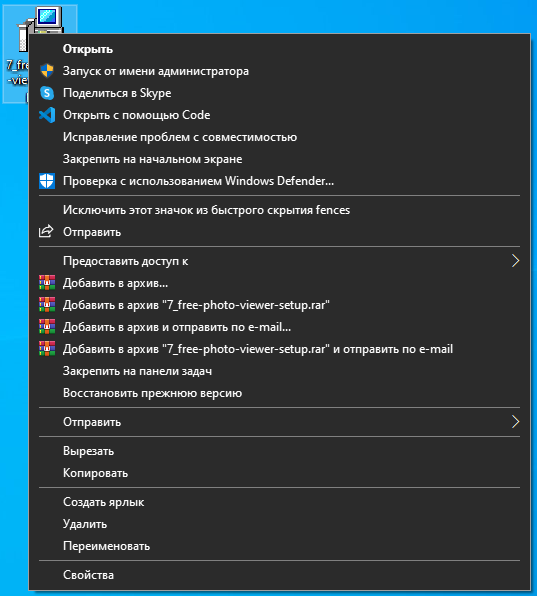 7_fre
-vie
Открыть
Запуск от имени администратора
Поделиться в Skype
Открыть с помощью Code
Исправление проблем с совместимостью
Закрепить на начальном экране
Проверка с использованием Windows Defender...
Исключить этот значок из быстрого скрытия fences
Отправить
Предоставить доступ к
Добавить в архив...
Добавить в архив "7_free-photo-viewer-setup.rar"
Добавить в архив и отправить по e-mail...
Добавить в архив "7_free-photo-viewer-setup.rar" и отправить по e-mail
Закрепить на панели задач
Восстановить прежнюю версию
Отправить
Вырезать
Копировать
Создать ярлык
Удалить
Переименовать
Свойства